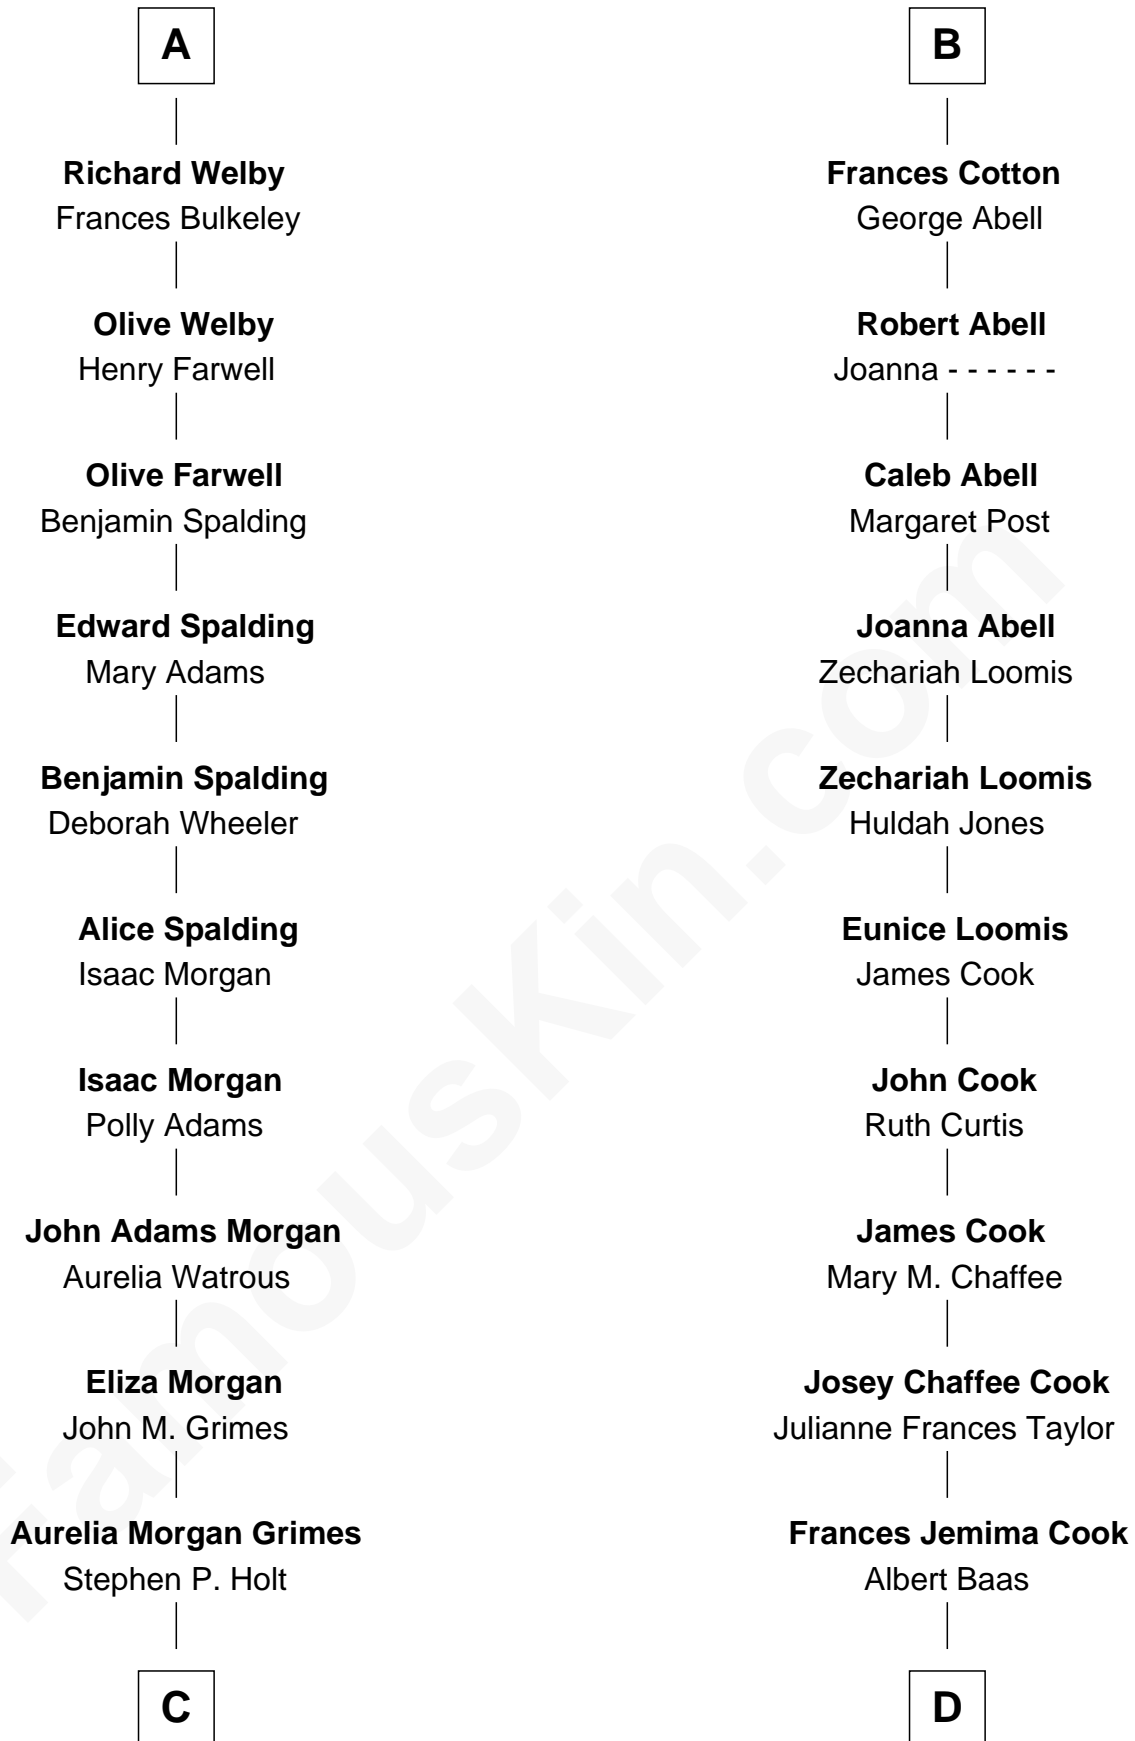 A
Richard Welby
Frances Bulkeley
Olive Welby
Henry Farwell
Olive Farwell
Benjamin Spalding
Edward Spalding
Mary Adams
Benjamin Spalding
Deborah Wheeler
Alice Spalding
Isaac Morgan
Isaac Morgan
Polly Adams
John Adams Morgan
Aurelia Watrous
Eliza Morgan
John M. Grimes
Aurelia Morgan Grimes
Stephen P. Holt
C
B
Frances Cotton
George Abell
Robert Abell
Joanna - - - - - -
Caleb Abell
Margaret Post
Joanna Abell
Zechariah Loomis
Zechariah Loomis
Huldah Jones
Eunice Loomis
James Cook
John Cook
Ruth Curtis
James Cook
Mary M. Chaffee
Josey Chaffee Cook
Julianne Frances Taylor
Frances Jemima Cook
Albert Baas
D
FamousKin.com